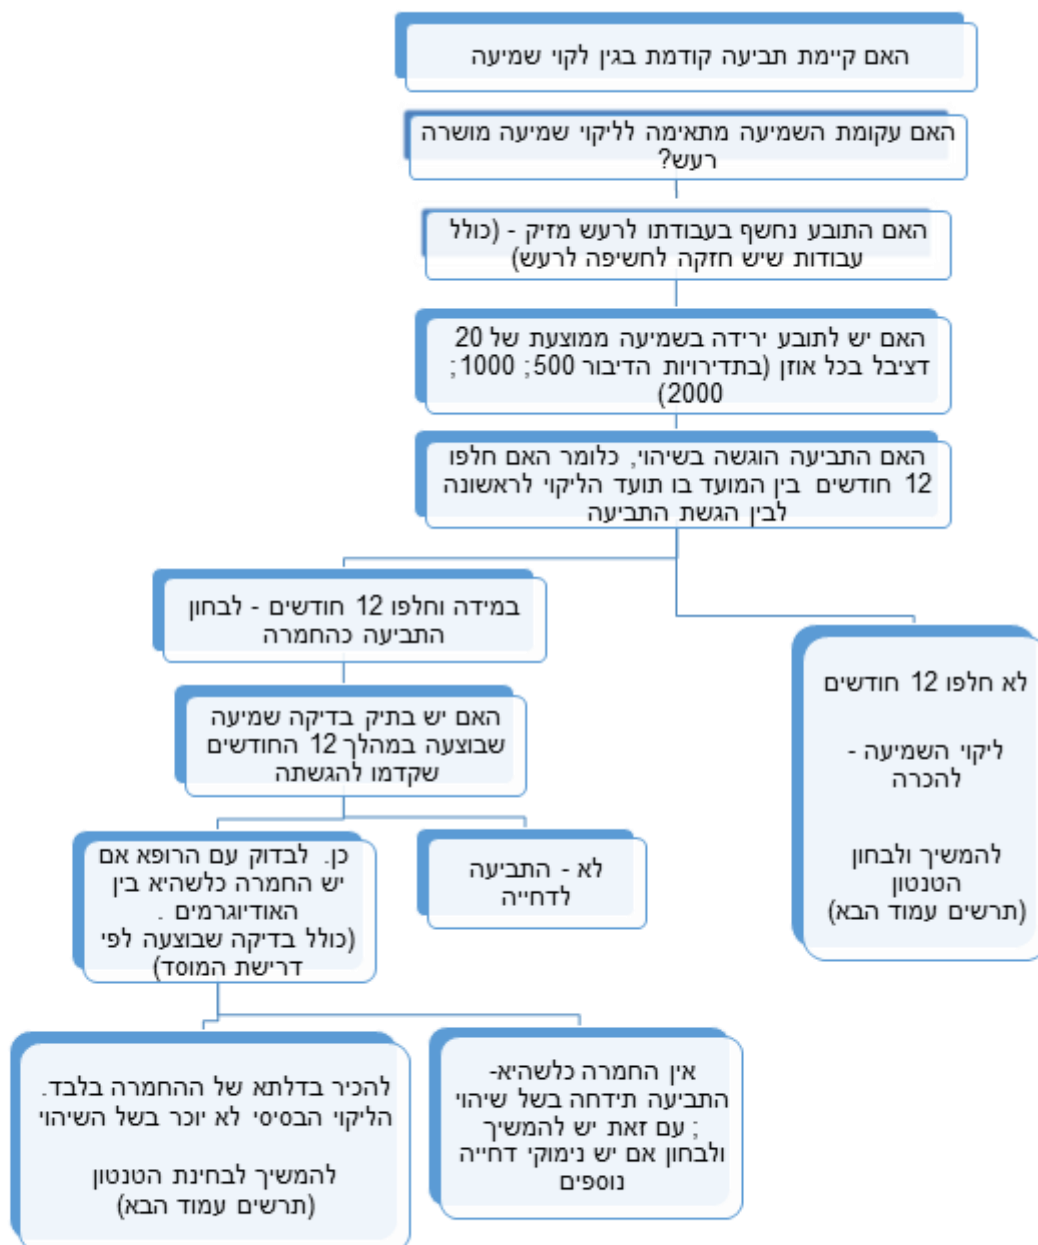 האם קיימת תביעה קודמת בגין לקוי שמיעה
האם עקומת השמיעה מתאימה לליקוי שמיעה מושרה
רעש?
האם התובע נחשף בעבודתו לרעש מזיק - (כולל
עבודות שיש חזקה לחשיפה לרעש)
האם יש לתובע ירידה בשמיעה ממוצעת של 20
דציבל בכל אוזן (בתדירויות הדיבור 500; 1000;
2000)
האם התביעה הוגשה בשיהוי, כלומר האם חלפו
12 חודשים בין המועד בו תועד הליקוי לראשונה
לבין הגשת התביעה
במידה וחלפו 12 חודשים - לבחון
התביעה כהחמרה
לא חלפו 12 חודשים
ליקוי השמיעה -
להכרה
להמשיך ולבחון
הטנטון
(תרשים עמוד הבא)
האם יש בתיק בדיקה שמיעה
שבוצעה במהלך 12 החודשים
שקדמו להגשתה
לא - התביעה
לדחייה
כן. לבדוק עם הרופא אם
יש החמרה כלשהיא בין
האודיוגרמים .
(כולל בדיקה שבוצעה לפי
דרישת המוסד)
אין החמרה כלשהיא-
התביעה תידחה בשל שיהוי
; עם זאת יש להמשיך
ולבחון אם יש נימוקי דחייה
נוספים
להכיר בדלתא של ההחמרה בלבד.
הליקוי הבסיסי לא יוכר בשל השיהוי
להמשיך לבחינת הטנטון
(תרשים עמוד הבא)